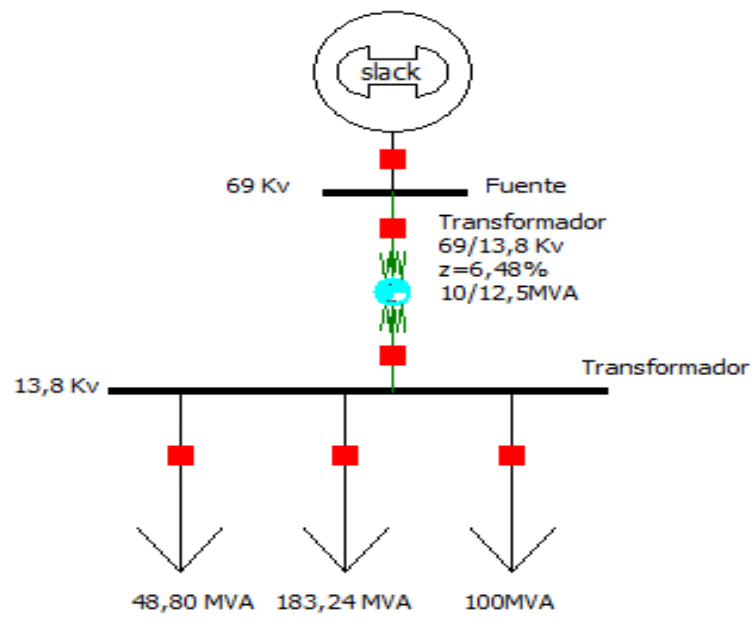 slack
69 Kv
Fuente
Transformador
69/13,8 Kv
z=6,48%
10/12,5MVA
Transformador
13,8 Kv
48,80 MVA
183,24 MVA
100MVA